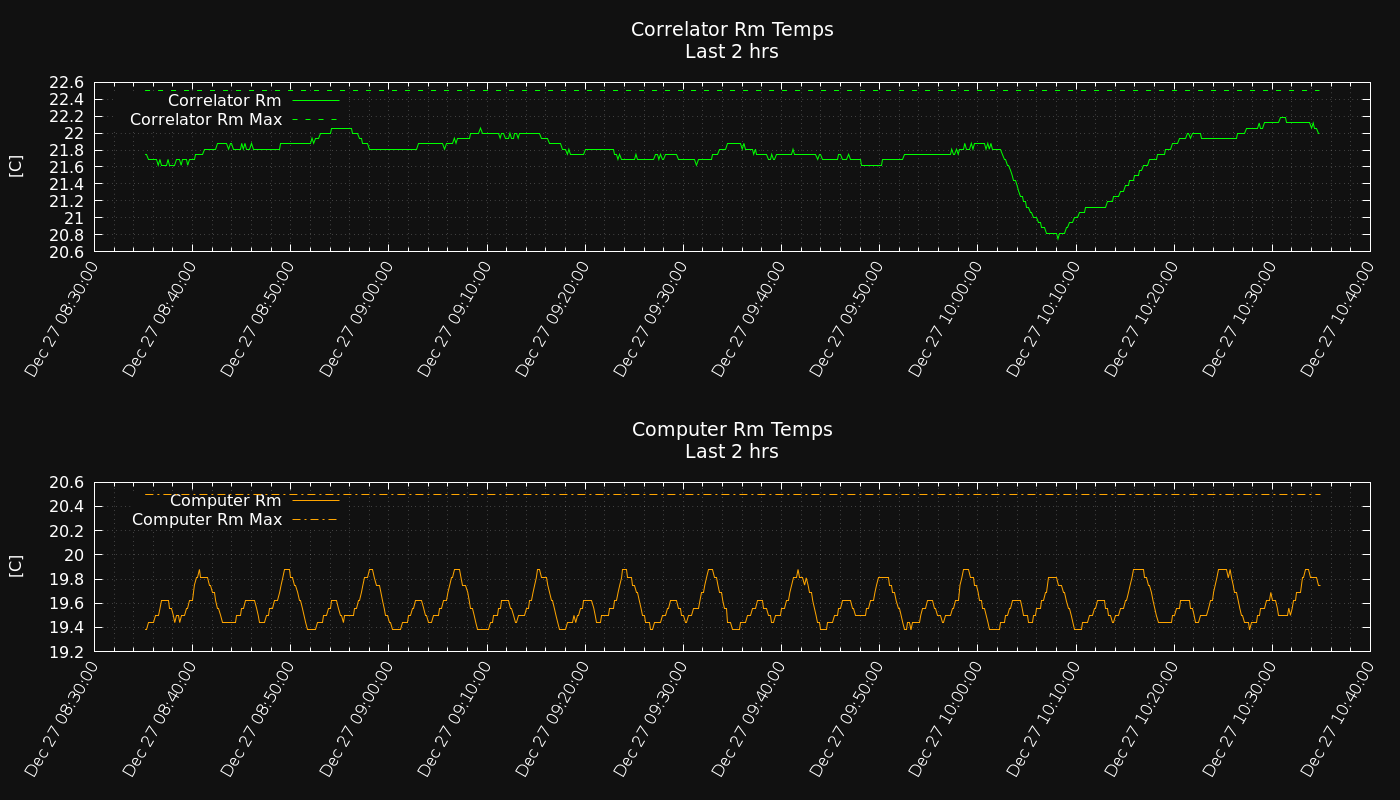 Correlator Rm Temps
Last 2 hrs
22.6
22.4
22.2
22
21.8
21.6
21.4
21.2
21
20.8
20.6
[C]
Correlator Rm
Correlator Rm Max
Dec 27 08:30:00
Dec 27 08:40:00
Dec 27 08:50:00
Dec 27 09:00:00
Dec 27 09:10:00
Dec 27 09:20:00
Dec 27 09:30:00
Dec 27 09:40:00
Dec 27 09:50:00
Dec 27 10:00:00
Dec 27 10:10:00
Dec 27 10:20:00
Dec 27 10:30:00
Dec 27 10:40:00
Computer Rm Temps
Last 2 hrs
20.6
20.4
20.2
20
19.8
19.6
19.4
19.2
[C]
Computer Rm
Computer Rm Max
Dec 27 08:30:00
Dec 27 08:40:00
Dec 27 08:50:00
Dec 27 09:00:00
Dec 27 09:10:00
Dec 27 09:20:00
Dec 27 09:30:00
Dec 27 09:40:00
Dec 27 09:50:00
Dec 27 10:00:00
Dec 27 10:10:00
Dec 27 10:20:00
Dec 27 10:30:00
Dec 27 10:40:00